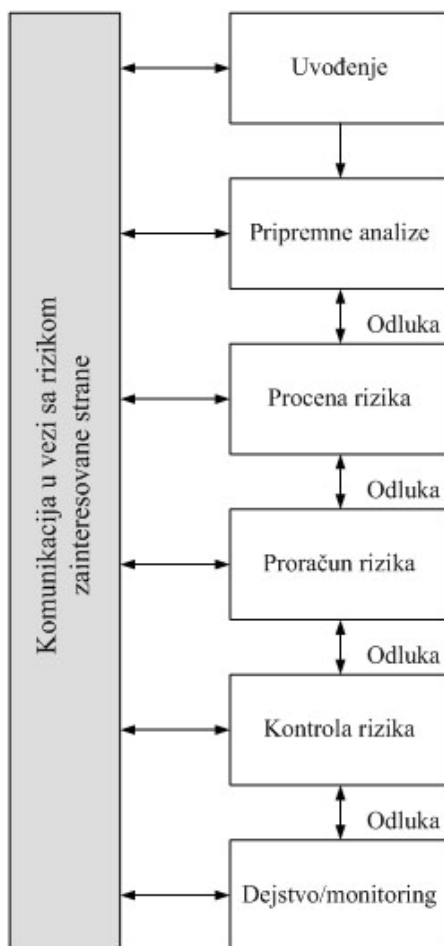 Komunikacija u vezi sa rizikom
zainteresovane strane
Uvođenje
Pripremne analize
Odluka
Procena rizika
Odluka
Proračun rizika
Odluka
Kontrola rizika
Odluka
Dejstvo/monitoring